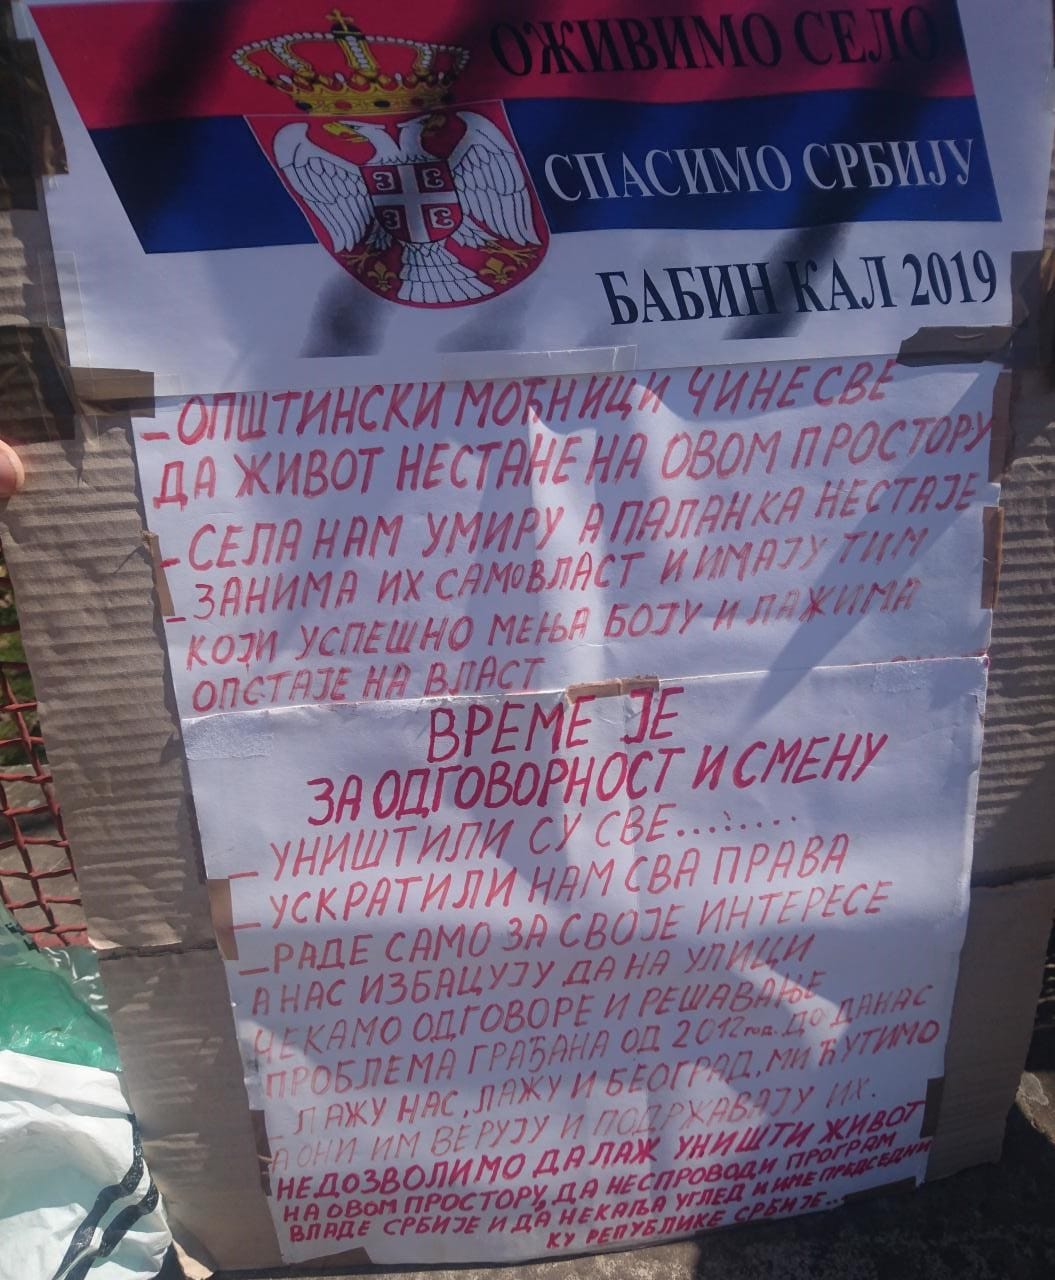 ОЖИВИМО СЕЛО
СПАСИМО СРБИЈУ
БАБИН КАЛ 2019
-ОПШТИНСКИ МОЋНИЦИ ЧИНЕ СВЕ
ДА ЖИВОТ НЕСТАНЕ НА ОВОМ ПРОСТОРУ
-СЕЛА НАМ УМИРУ А ПАЛАНКА НЕСТАЈЕ
-ЗАНИМА ИХ САМО ВЛАСТ И ИМАЈУ ТИМ
КОЈИ УСПЕШНО МЕЊА БОЈУ И ЛАЖИМА
ОПСТАЈЕ НА ВЛАСТ
ВРЕМЕ ЈЕ
ЗА ОДГОВОРНОСТ И СМЕНУ
- УНИШТИЛИ СУ СВЕ.........
-УСКРАТИЛИ НАМ СВА ПРАВА
-РАДЕ САМО ЗА СВОЈЕ ИНТЕРЕСЕ
А НАС ИЗБАЦУЈУ ДА НА УЛИЦИ
ЧЕКАМО ОДГОВОРЕ И РЕШАВАЊЕ
ПРОБЛЕМА ГРАЂАНА ОД 2012 год. ДО ДАНАС
- ЛАЖУ НАС, ЛАЖУ И БЕОГРАД, МИ ЋУТИМО
А ОНИ ИМ ВЕРУЈУ И ПОДРЖАВАЈУ ИХ.
НЕДОЗВОЛИМО ДА ЛАЖ УНИШТИ ЖИВОТ
НА ОВОМ ПРОСТОРУ, ДА НЕСПРОВОДИ ПРОГРАМ
ВЛАДЕ СРБИЈЕ И ДА НЕКАЉА УГЛЕД И ИМЕ ПРЕДСЕДНИ
КУ РЕПУБЛИКЕ СРБИЈЕ..